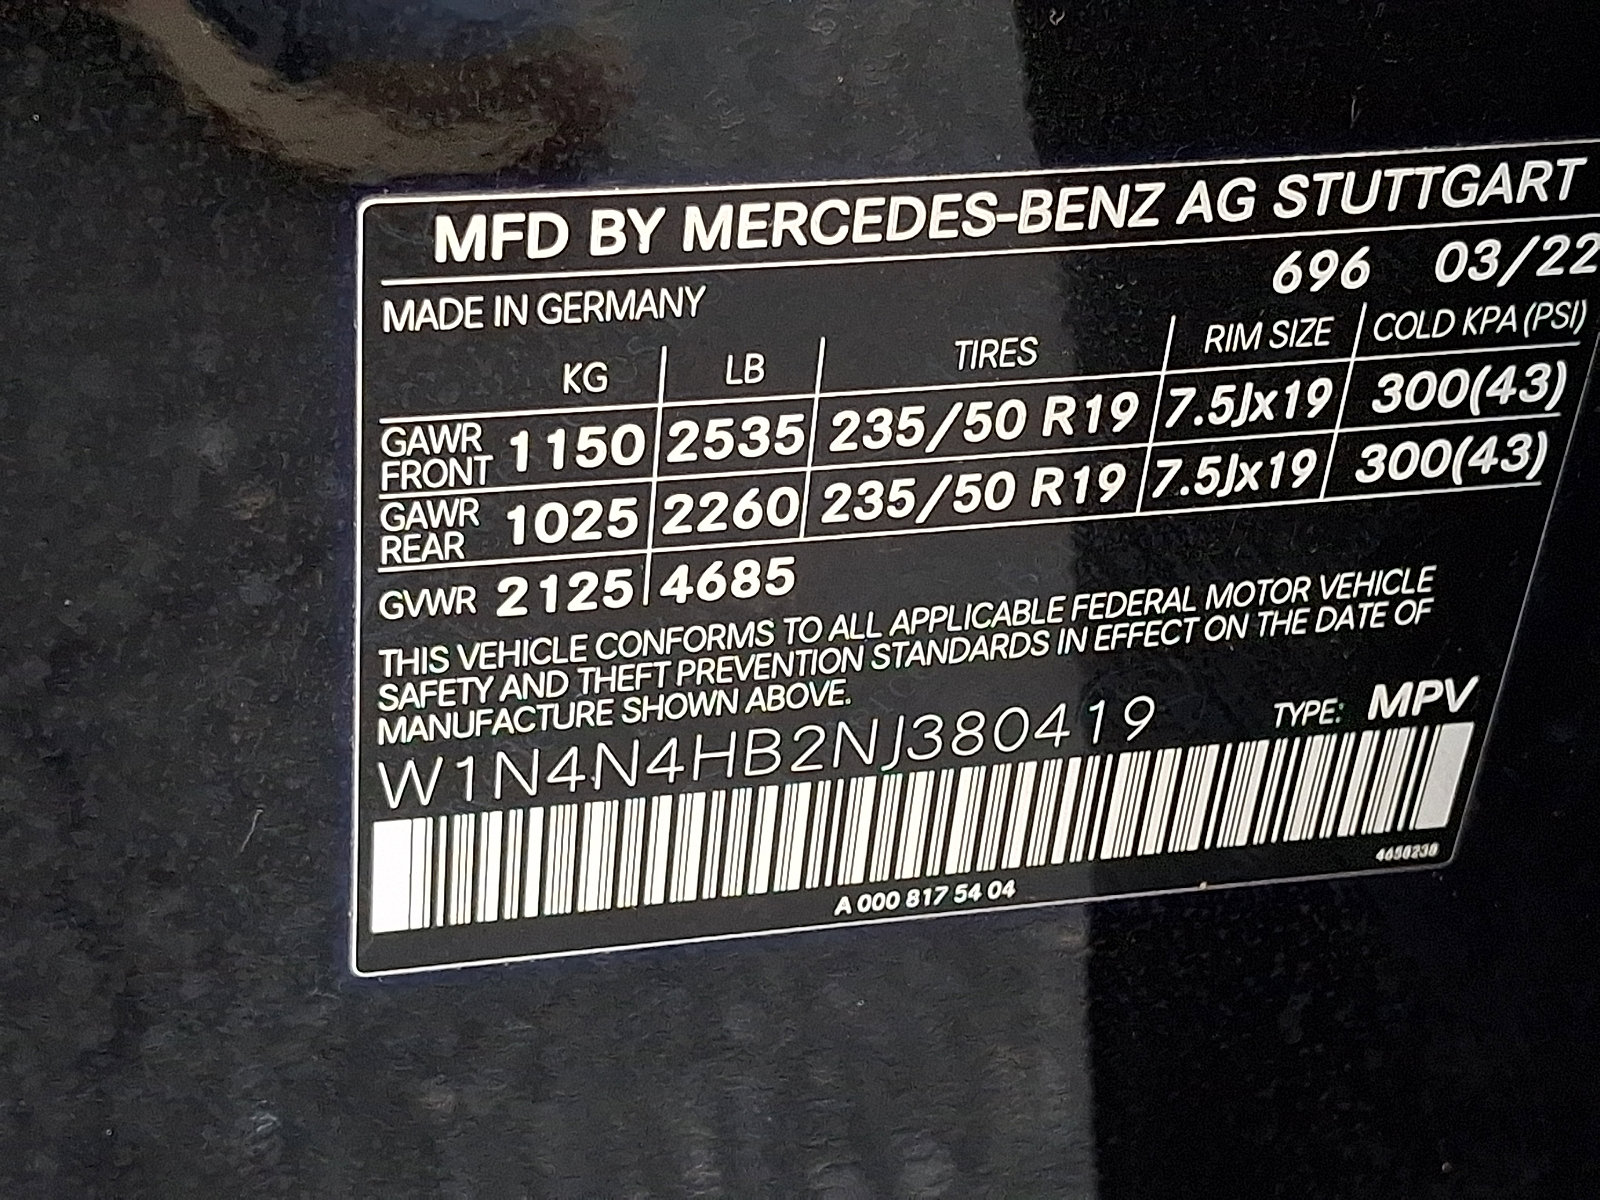 MFD BY MERCEDES-BENZ AG STUTTGART
696 03/22
MADE IN GERMANY
KG LB TIRES RIM SIZE COLD KPA (PSI)
GAWR FRONT 1150 2535 235/50 R19 7.5Jx19 300(43)
GAWR REAR 1025 2260 235/50 R19 7.5Jx19 300(43)
GVWR 2125 4685
THIS VEHICLE CONFORMS TO ALL APPLICABLE FEDERAL MOTOR VEHICLE
SAFETY AND THEFT PREVENTION STANDARDS IN EFFECT ON THE DATE OF
MANUFACTURE SHOWN ABOVE.
W1N4N4HB2NJ380419 TYPE: MPV
4658238
A 000 817 54 04